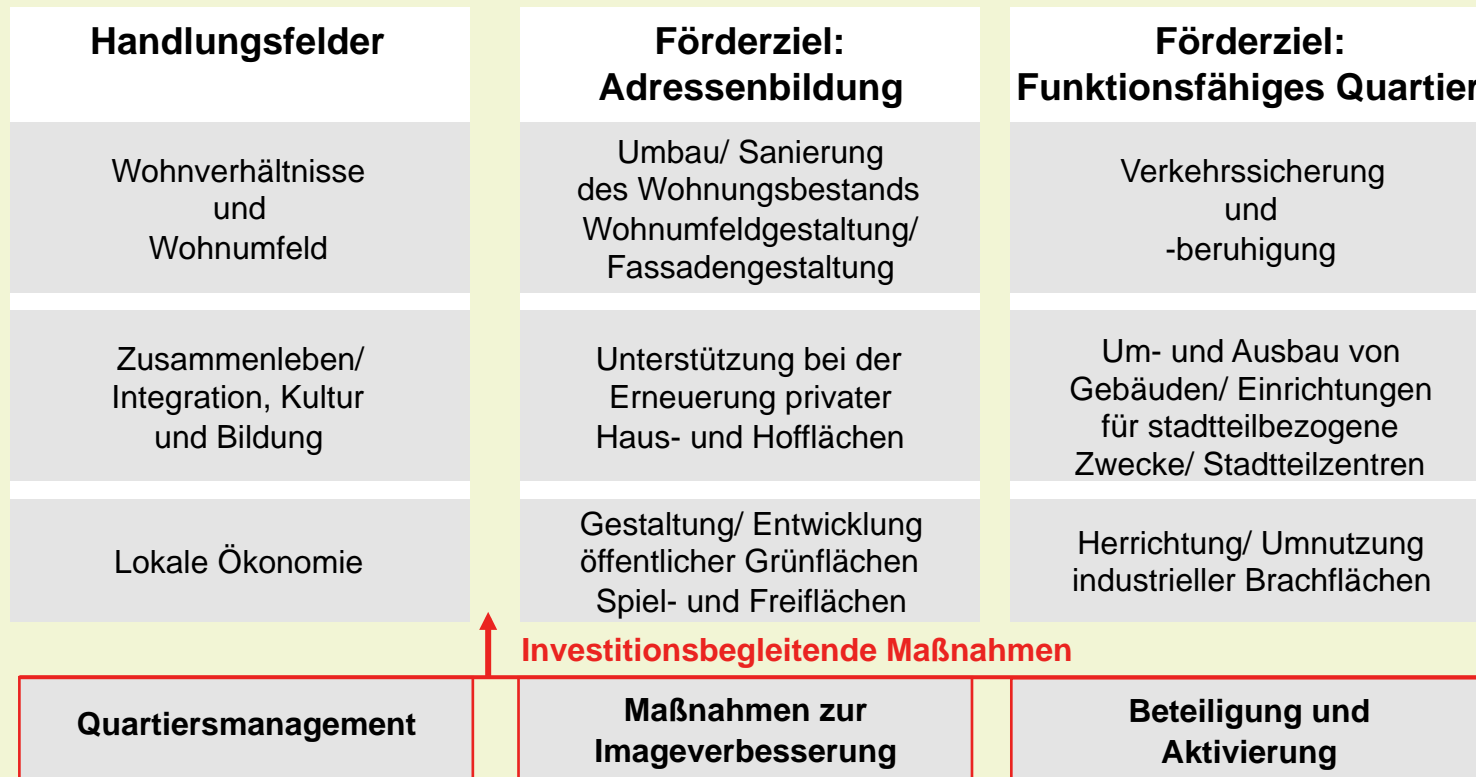 Handlungsfelder
Wohnverhältnisse
und
Wohnumfeld
Zusammenleben/
Integration, Kultur
und Bildung
Lokale Ökonomie
Förderziel:
Adressenbildung
Umbau/ Sanierung
des Wohnungsbestands
Wohnumfeldgestaltung/
Fassadengestaltung
Unterstützung bei der
Erneuerung privater
Haus- und Hofflächen
Gestaltung/ Entwicklung
öffentlicher Grünflächen
Spiel- und Freiflächen
Förderziel:
Funktionsfähiges Quartier
Verkehrssicherung
und
-beruhigung
Um- und Ausbau von
Gebäuden/ Einrichtungen
für stadtteilbezogene
Zwecke/ Stadtteilzentren
Herrichtung/ Umnutzung
industrieller Brachflächen
Investitionsbegleitende Maßnahmen
Quartiersmanagement
Maßnahmen zur
Imageverbesserung
Beteiligung und
Aktivierung